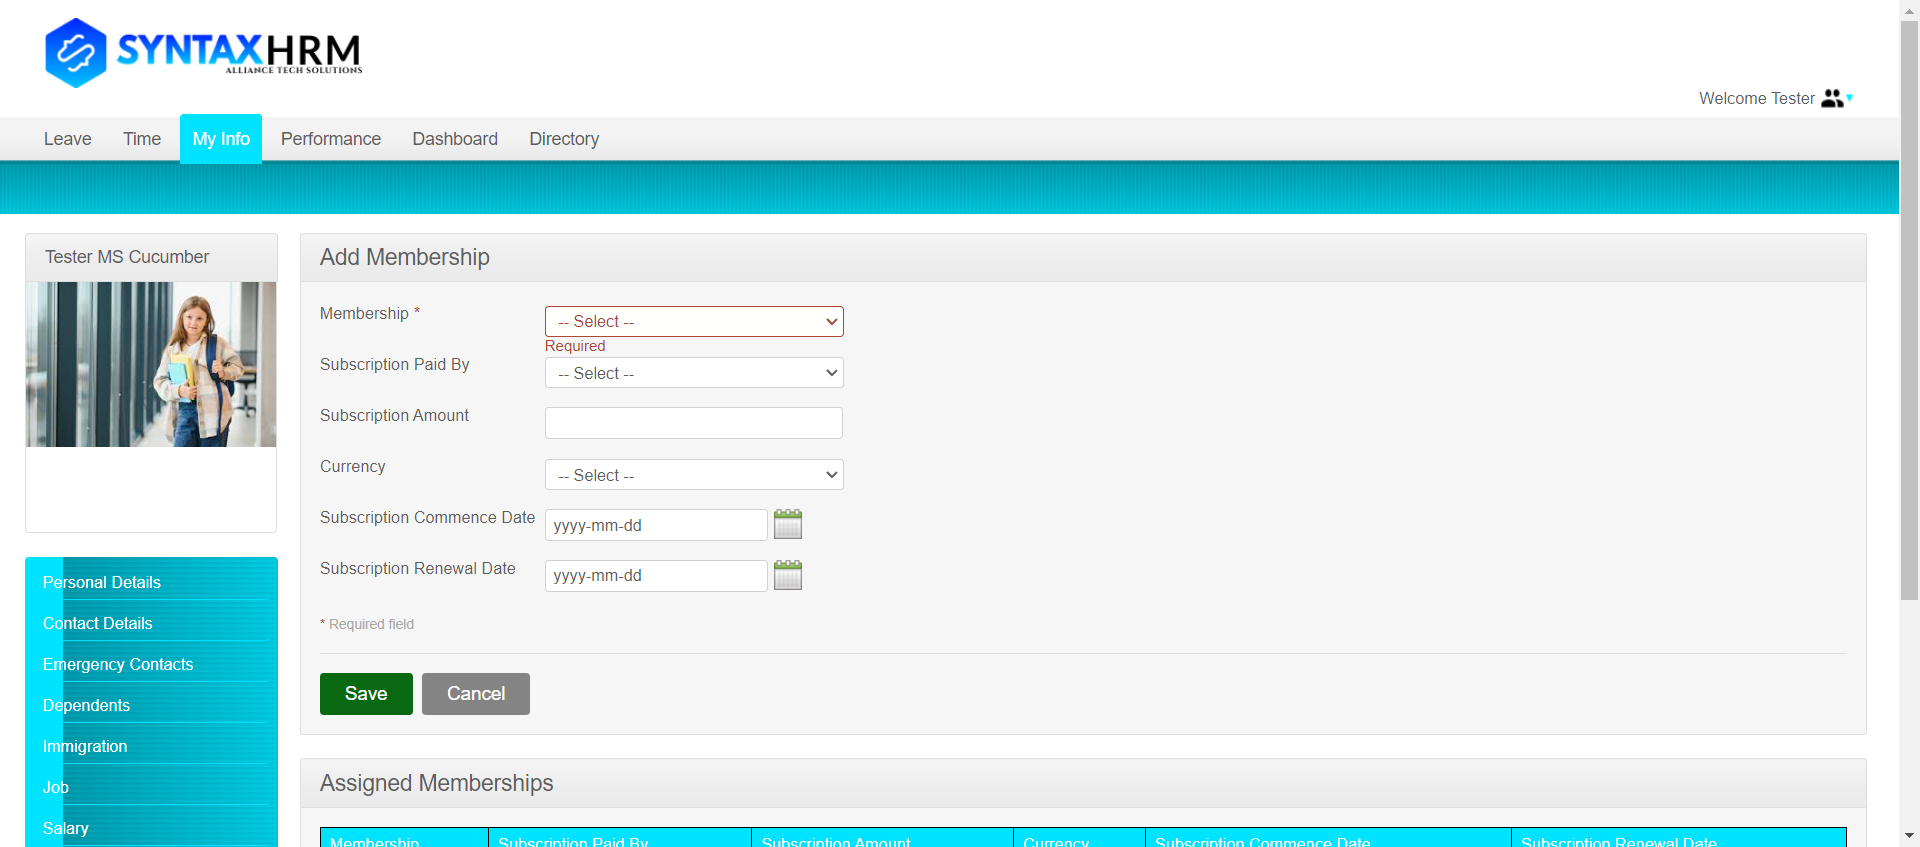 SYNTAXHRM
ALLIANCE TECH SOLUTIONS
Welcome Tester
Leave Time My Info Performance Dashboard Directory
Tester MS Cucumber
Add Membership
Membership *
-- Select --
Required
Subscription Paid By
-- Select --
Subscription Amount
Currency
-- Select --
Subscription Commence Date
yyyy-mm-dd
Subscription Renewal Date
yyyy-mm-dd
* Required field
Save Cancel
Personal Details
Contact Details
Emergency Contacts
Dependents
Immigration
Job
Salary
Assigned Memberships
Membership Subscription Paid By Subscription Amount Currency Subscription Commence Date Subscription Renewal Date